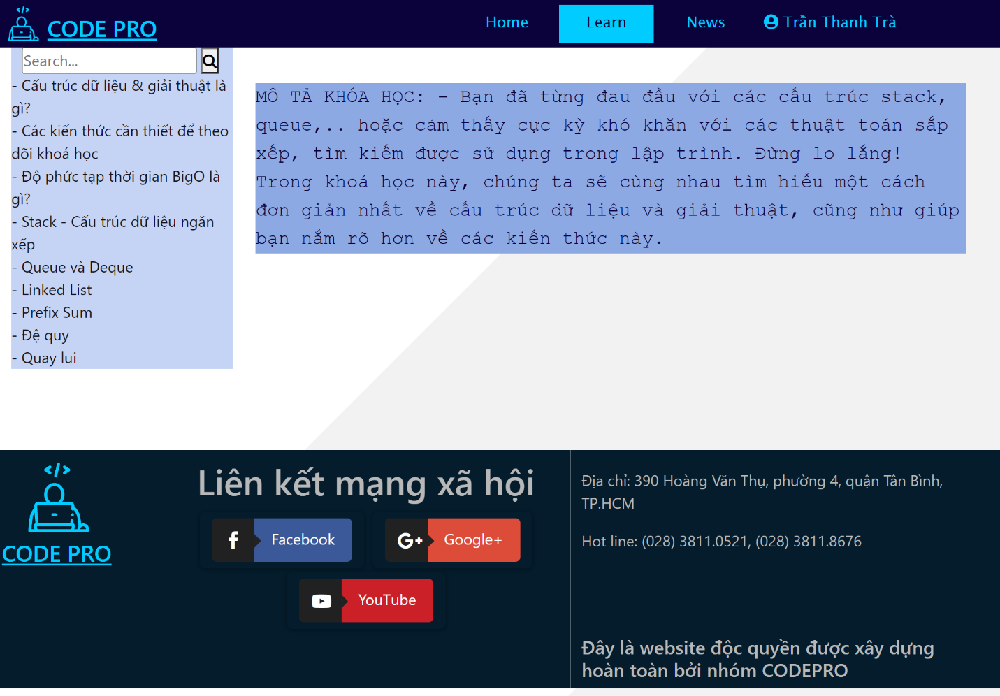 CODE PRO
Home
Learn
News
Trần Thanh Trà
Search...
- Cấu trúc dữ liệu & giải thuật là
gì?
- Các kiến thức cần thiết để theo
dõi khoá học
- Độ phức tạp thời gian BigO là
gì?
- Stack - Cấu trúc dữ liệu ngăn
xếp
- Queue và Deque
- Linked List
- Prefix Sum
- Đệ quy
- Quay lui
MÔ TẢ KHÓA HỌC: - Bạn đã từng đau đầu với các cấu trúc stack,
queue,.. hoặc cảm thấy cực kỳ khó khăn với các thuật toán sắp
xếp, tìm kiếm được sử dụng trong lập trình. Đừng lo lắng!
Trong khoá học này, chúng ta sẽ cùng nhau tìm hiểu một cách
đơn giản nhất về cấu trúc dữ liệu và giải thuật, cũng như giúp
bạn nắm rõ hơn về các kiến thức này.
</> 
CODE PRO
Liên kết mạng xã hội
Facebook
Google+
YouTube
Địa chỉ: 390 Hoàng Văn Thụ, phường 4, quận Tân Bình,
TP.HCM
Hot line: (028) 3811.0521, (028) 3811.8676
Đây là website độc quyền được xây dựng
hoàn toàn bởi nhóm CODEPRO